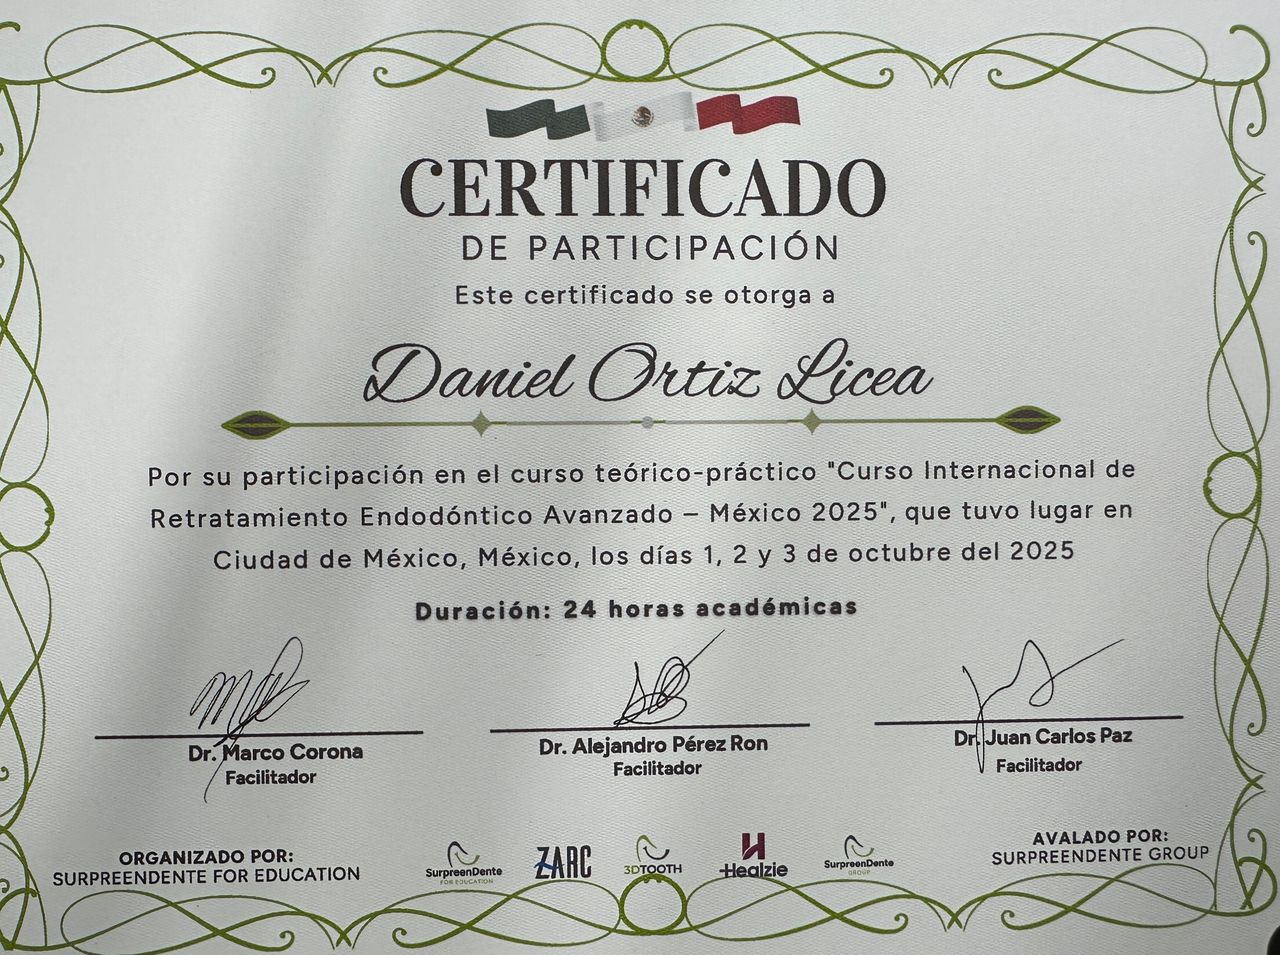 CERTIFICADO
DE PARTICIPACIÓN
Este certificado se otorga a
Daniel Ortiz Licea
Por su participación en el curso teórico-práctico "Curso Internacional de
Retratamiento Endodóntico Avanzado – México 2025", que tuvo lugar en
Ciudad de México, México, los días 1, 2 y 3 de octubre del 2025
Duración: 24 horas académicas
Dr. Marco Corona
Facilitador
Dr. Alejandro Pérez Ron
Facilitador
Dr. Juan Carlos Paz
Facilitador
ORGANIZADO POR:
SURPREENDENTE FOR EDUCATION
SurpreenDente
FOR EDUCATION
ZARC
3DTOOTH
Healzie
SurpreenDente
GROUP
AVALADO POR:
SURPREENDENTE GROUP